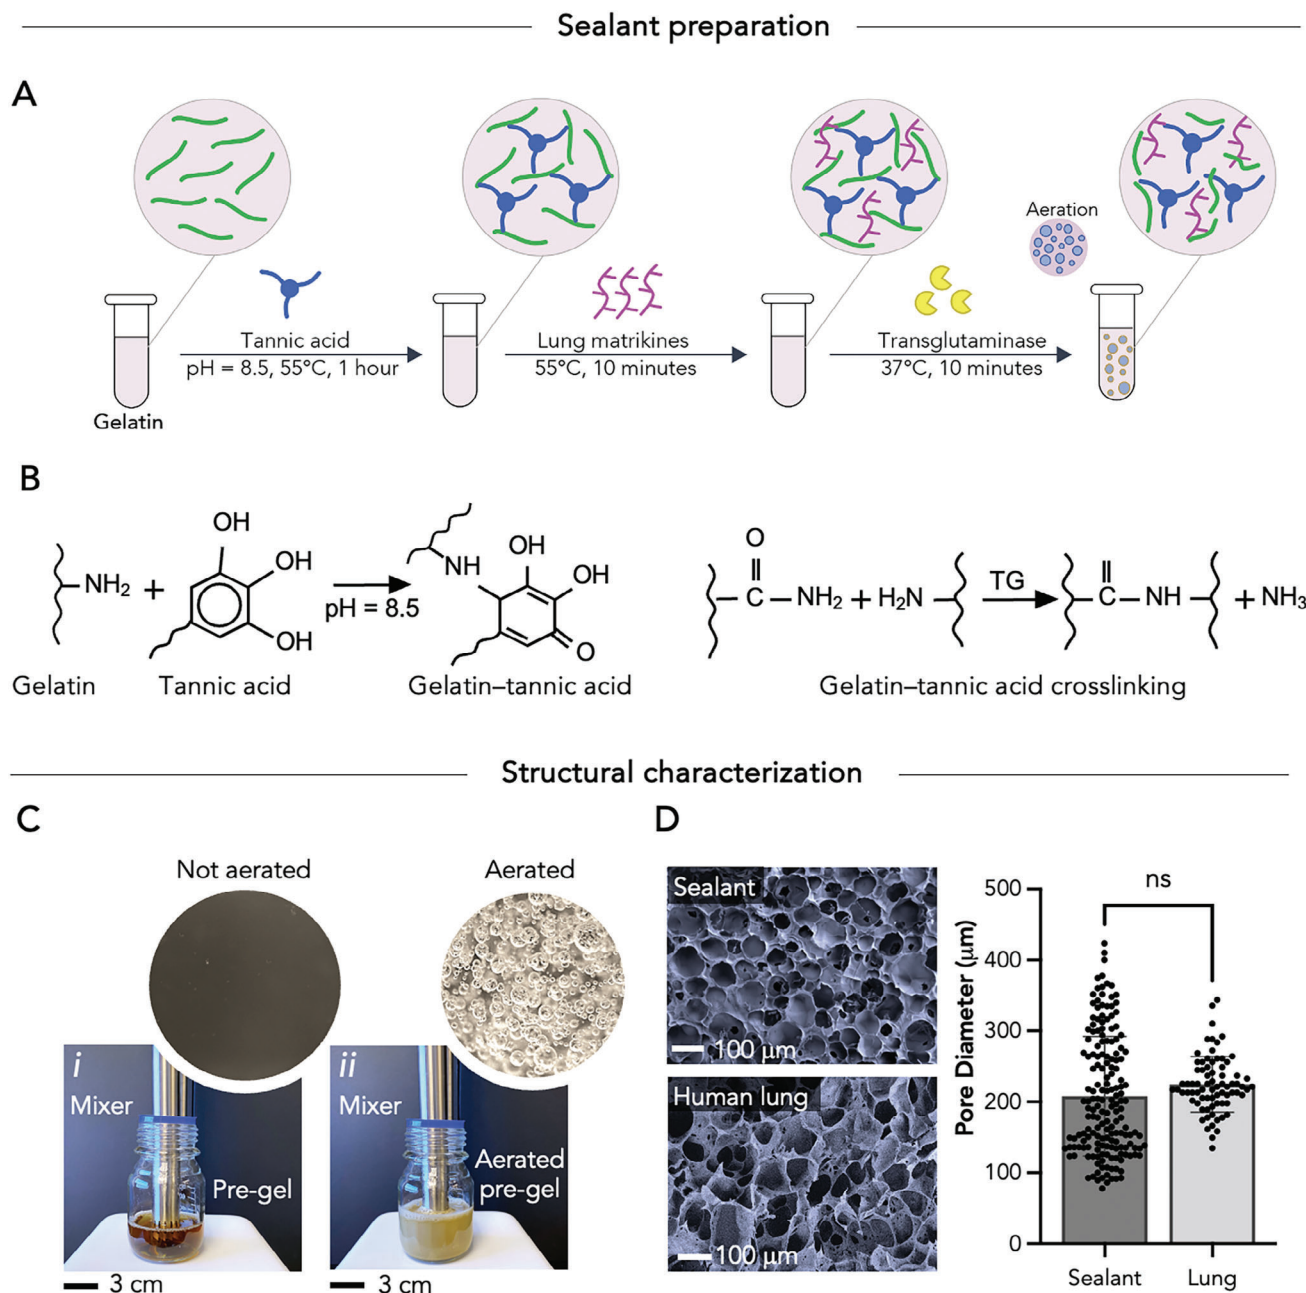 Sealant preparation
A
Aeration
Tannic acid
pH = 8.5, 55°C, 1 hour
Lung matrikines
55°C, 10 minutes
Transglutaminase
37°C, 10 minutes
Gelatin
B
OH
OH
OH
NH2
+
pH = 8.5
NH
OH
OH
O
O
C
NH2
+
H2N
TG
C
NH
+ NH3
Gelatin
Tannic acid
Gelatin–tannic acid
Gelatin–tannic acid crosslinking
Structural characterization
C
Not aerated
Aerated
i
Mixer
Pre-gel
3 cm
ii
Mixer
Aerated
pre-gel
3 cm
D
Sealant
100 μm
Human lung
100 μm
ns
Pore Diameter (μm)
500
400
300
200
100
0
Sealant
Lung